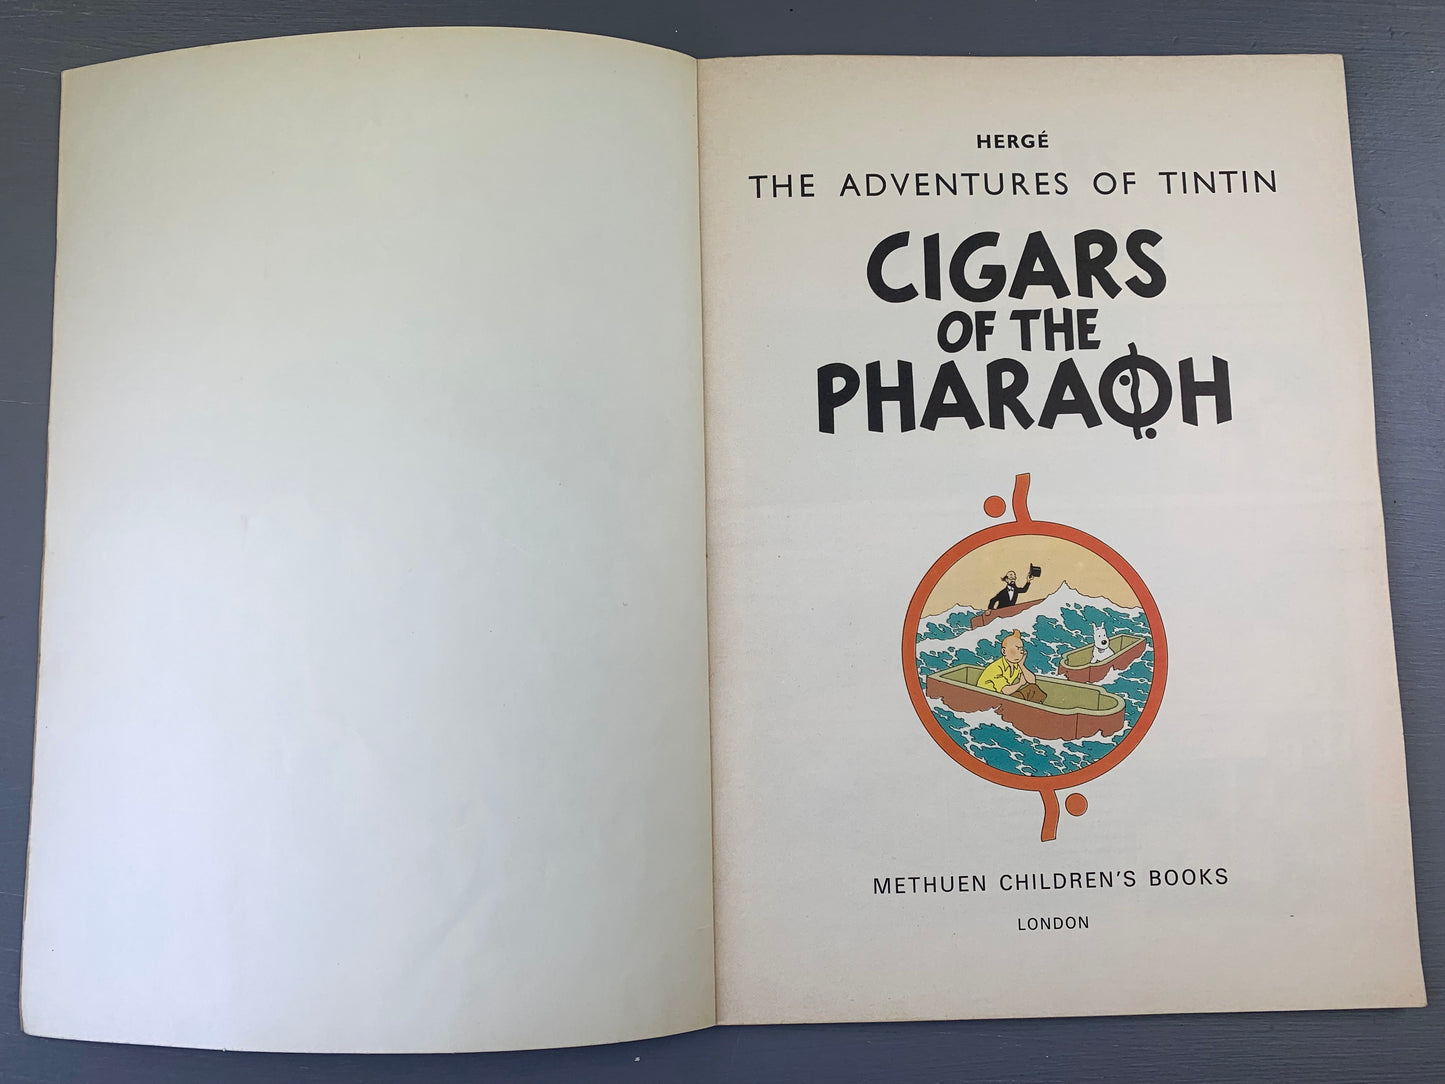 HERGÉ
THE ADVENTURES OF TINTIN
CIGARS
OF THE
PHARAOH
METHUEN CHILDREN'S BOOKS
LONDON